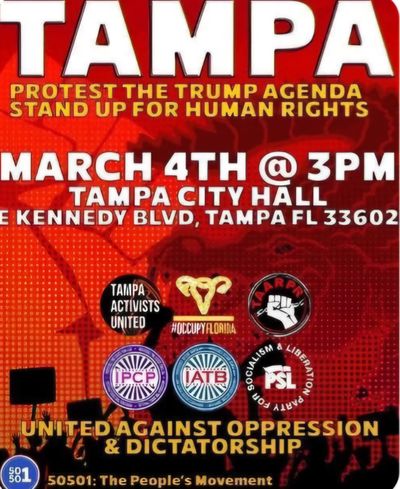 TAMPA
PROTEST THE TRUMP AGENDA
STAND UP FOR HUMAN RIGHTS
MARCH 4TH @ 3PM
TAMPA CITY HALL
E KENNEDY BLVD, TAMPA FL 33602
TAMPA
ACTIVISTS
UNITED
#OCCUPYFLORIDA
TAARPR
IPCP
IATB
PARTY FOR SOCIALISM & LIBERATION
PSL
UNITED AGAINST OPPRESSION
& DICTATORSHIP
50
50
1
50501: The People's Movement